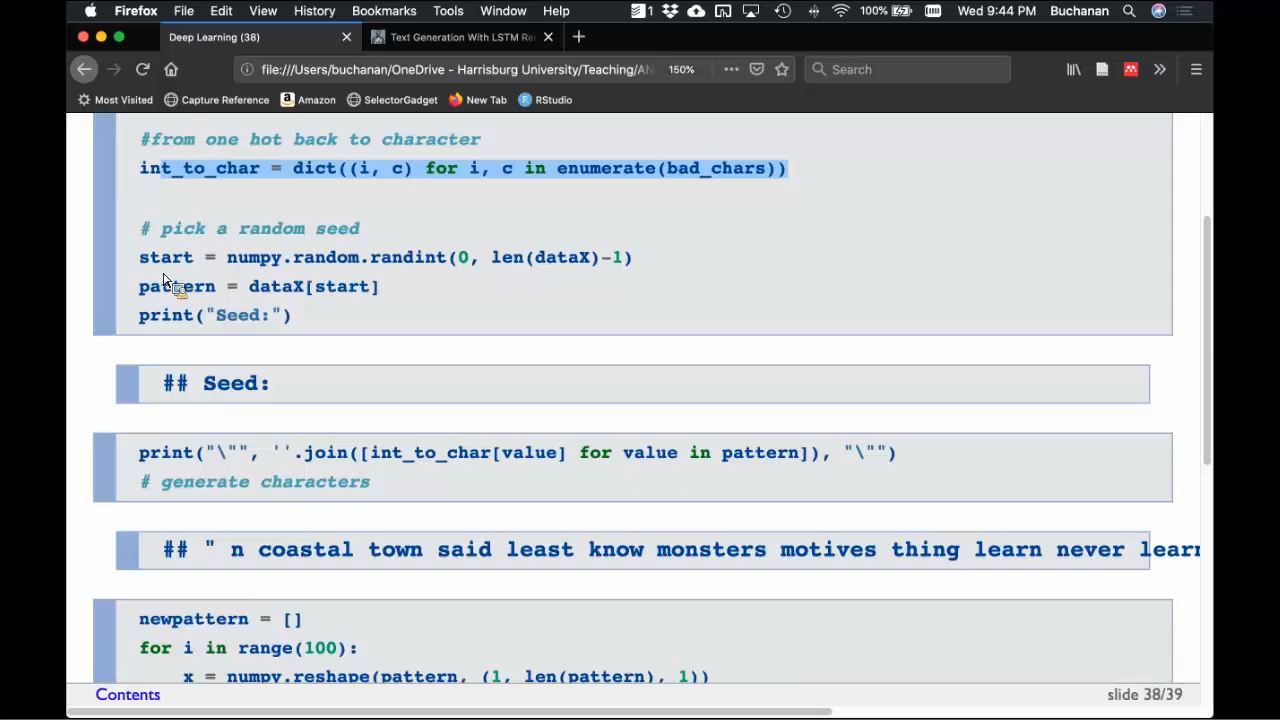 Firefox File Edit View History Bookmarks Tools Window Help 1 100% Wed 9:44 PM Buchanan
Deep Learning (38) Text Generation With LSTM Re
file:///Users/buchanan/OneDrive - Harrisburg University/Teaching/AN 150% Search
Most Visited Capture Reference Amazon SelectorGadget New Tab RStudio
#from one hot back to character
int_to_char = dict((i, c) for i, c in enumerate(bad_chars))
# pick a random seed
start = numpy.random.randint(0, len(dataX)-1)
pattern = dataX[start]
print("Seed:")
## Seed:
print("\"", ''.join([int_to_char[value] for value in pattern]), "\"")
# generate characters
## " n coastal town said least know monsters motives thing learn never learn
newpattern = []
for i in range(100):
x = numpy.reshape(pattern, (1, len(pattern), 1))
Contents slide 38/39